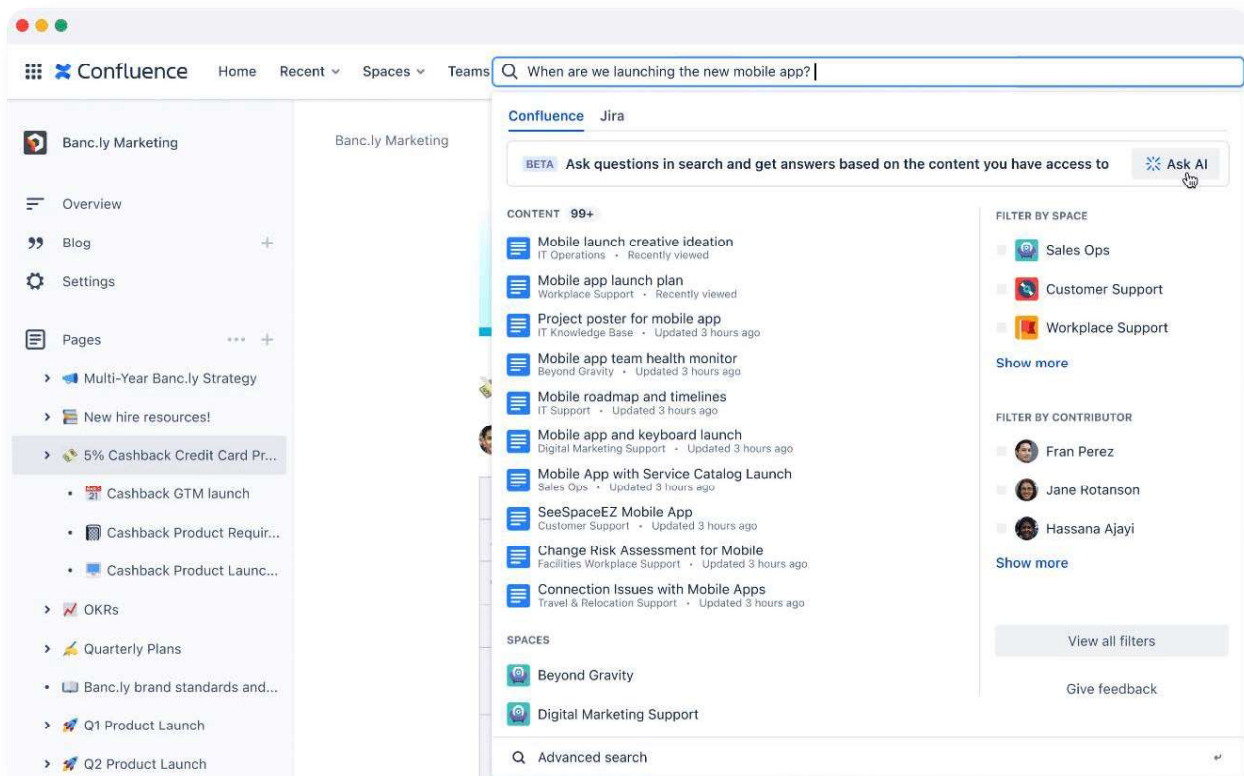 Confluence Home Recent Spaces Teams When are we launching the new mobile app?
Banc.ly Marketing
Overview
Blog
Settings
Pages
Multi-Year Banc.ly Strategy
New hire resources!
5% Cashback Credit Card Pr...
Cashback GTM launch
Cashback Product Requir...
Cashback Product Launc...
OKRs
Quarterly Plans
Banc.ly brand standards and...
Q1 Product Launch
Q2 Product Launch
Banc.ly Marketing
Confluence Jira
BETA Ask questions in search and get answers based on the content you have access to Ask AI
CONTENT 99+
Mobile launch creative ideation
IT Operations • Recently viewed
Mobile app launch plan
Workplace Support • Recently viewed
Project poster for mobile app
IT Knowledge Base • Updated 3 hours ago
Mobile app team health monitor
Beyond Gravity • Updated 3 hours ago
Mobile roadmap and timelines
IT Support • Updated 3 hours ago
Mobile app and keyboard launch
Digital Marketing Support • Updated 3 hours ago
Mobile App with Service Catalog Launch
Sales Ops • Updated 3 hours ago
SeeSpaceEZ Mobile App
Customer Support • Updated 3 hours ago
Change Risk Assessment for Mobile
Facilities Workplace Support • Updated 3 hours ago
Connection Issues with Mobile Apps
Travel & Relocation Support • Updated 3 hours ago
SPACES
Beyond Gravity
Digital Marketing Support
Advanced search
FILTER BY SPACE
Sales Ops
Customer Support
Workplace Support
Show more
FILTER BY CONTRIBUTOR
Fran Perez
Jane Rotanson
Hassana Ajayi
Show more
View all filters
Give feedback